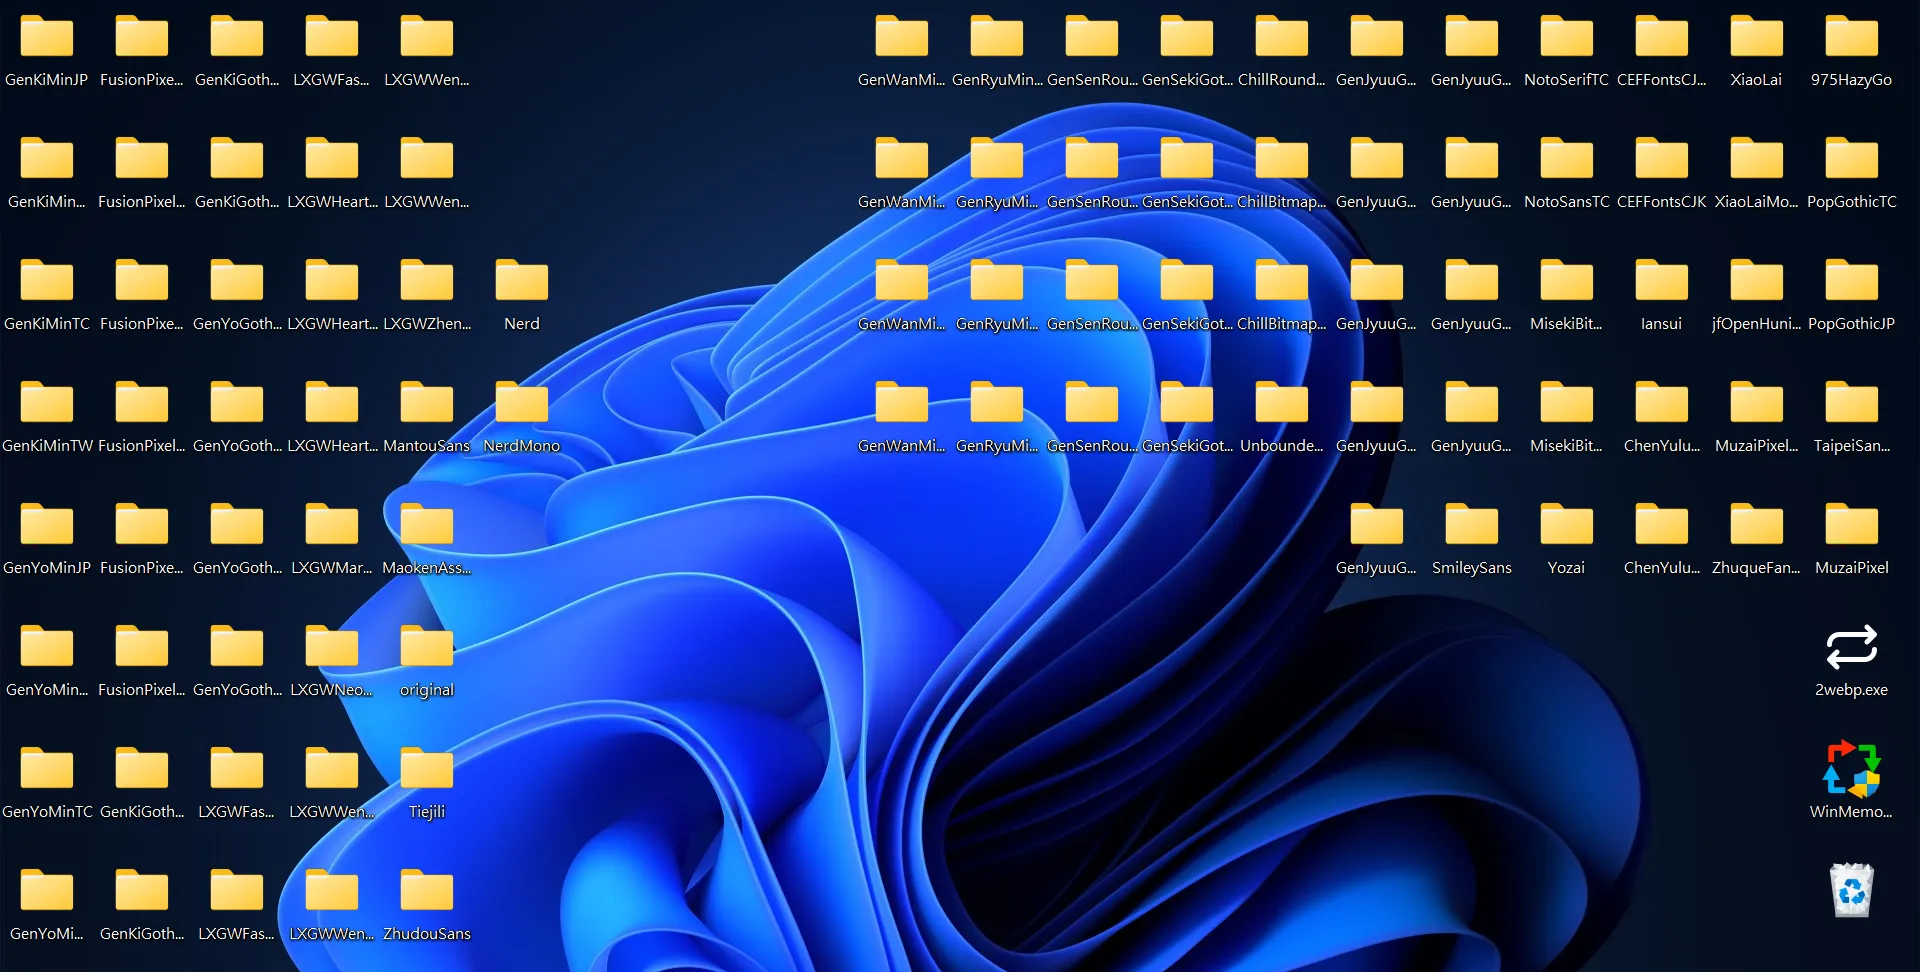 GenKiMinJP FusionPixe... GenKiGoth... LXGWFas... LXGWWen... GenWanMi... GenRyuMin... GenSenRou... GenSekiGot... ChillRound... GenJyuuG... GenJyuuG... NotoSerifTC CEFFontsCJ... XiaoLai 975HazyGo
GenKiMin... FusionPixel... GenKiGoth... LXGWHeart... LXGWWen... GenWanMi... GenRyuMi... GenSenRou... GenSekiGot... ChillBitmap... GenJyuuG... GenJyuuG... NotoSansTC CEFFontsCJK XiaoLaiMo... PopGothicTC
GenKiMinTC FusionPixe... GenYoGoth... LXGWHeart... LXGWZhen... Nerd GenWanMi... GenRyuMi... GenSenRou... GenSekiGot... ChillBitmap... GenJyuuG... GenJyuuG... MisekiBit... Iansui jfOpenHuni... PopGothicJP
GenKiMinTW FusionPixel... GenYoGoth... LXGWHeart... MantouSans NerdMono GenWanMi... GenRyuMi... GenSenRou... GenSekiGot... Unbounde... GenJyuuG... GenJyuuG... MisekiBit... ChenYulu... MuzaiPixel... TaipeiSan...
GenYoMinJP FusionPixe... GenYoGoth... LXGWMar... MaokenAss... GenJyuuG... SmileySans Yozai ChenYulu... ZhuqueFan... MuzaiPixel
GenYoMin... FusionPixel... GenYoGoth... LXGWNeo... original 2webp.exe
GenYoMinTC GenKiGoth... LXGWFas... LXGWWen... Tiejili WinMemo...
GenYoMi... GenKiGoth... LXGWFas... LXGWWen... ZhudouSans